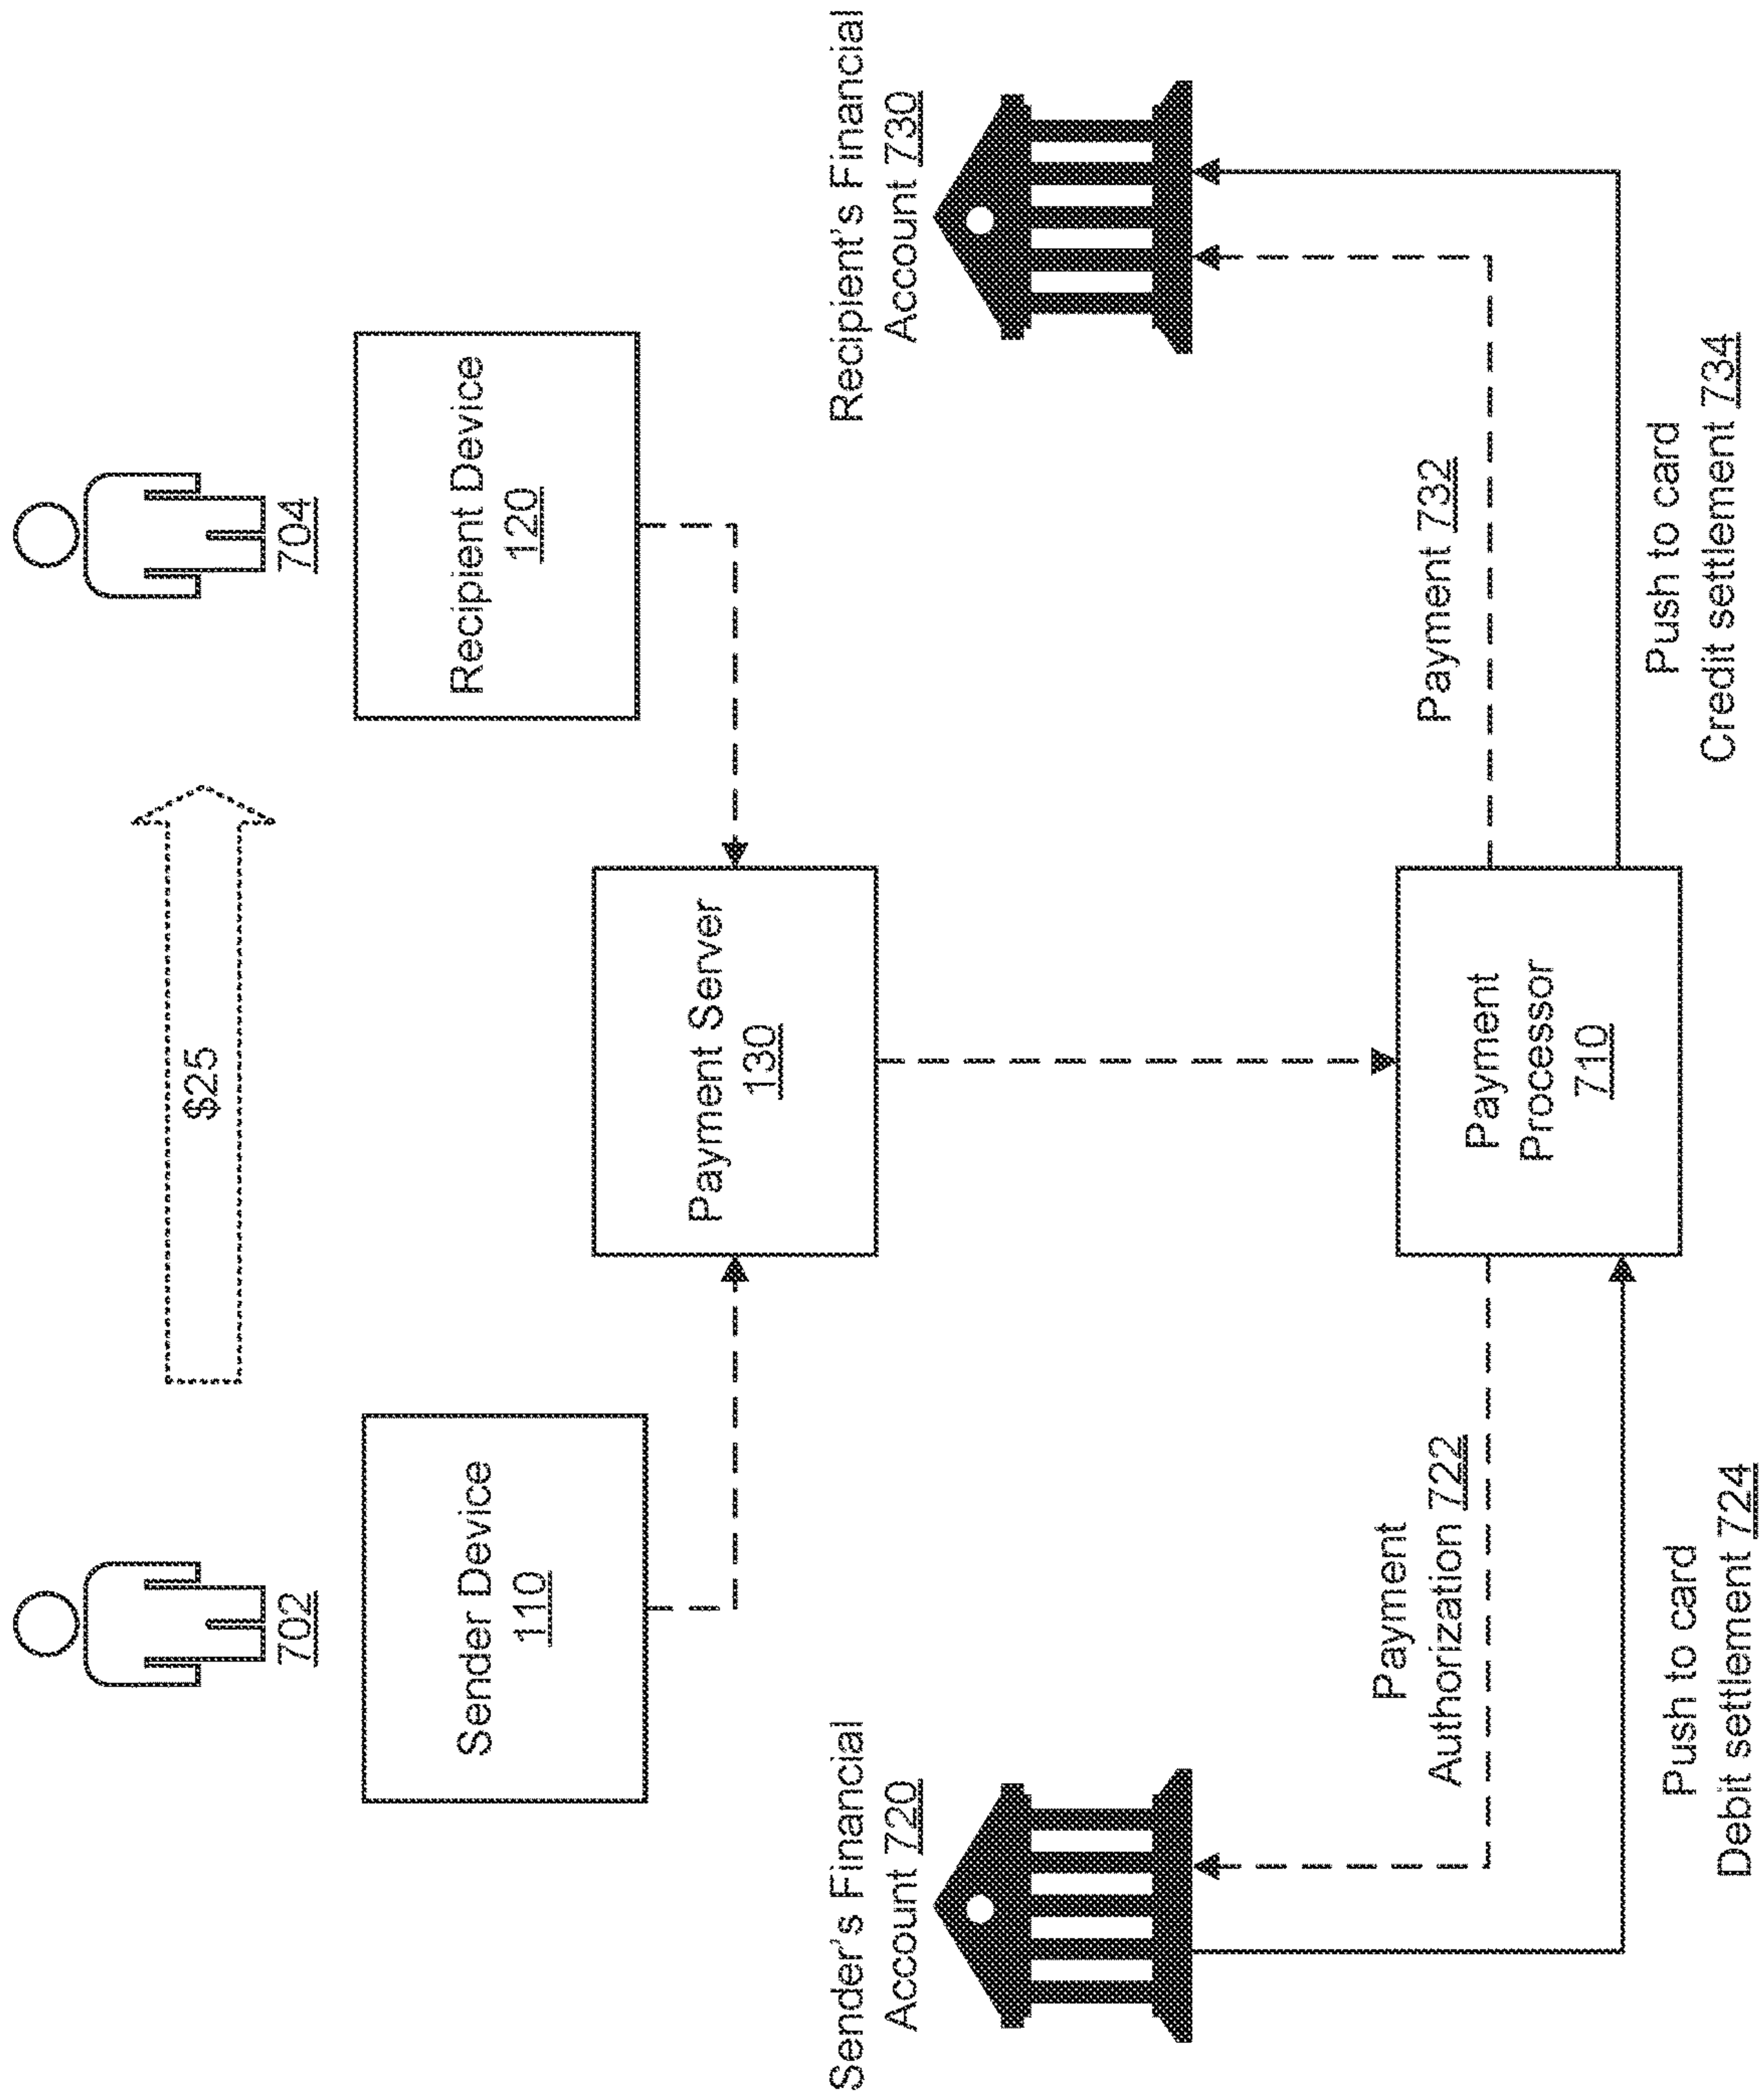 702
$25
704
Sender Device
110
Recipient Device
120
Payment Server
130
Sender's Financial
Account 720
Recipient's Financial
Account 730
Payment
Authorization 722
Payment
Processor
710
Payment 732
Push to card
Debit settlement 724
Push to card
Credit settlement 734